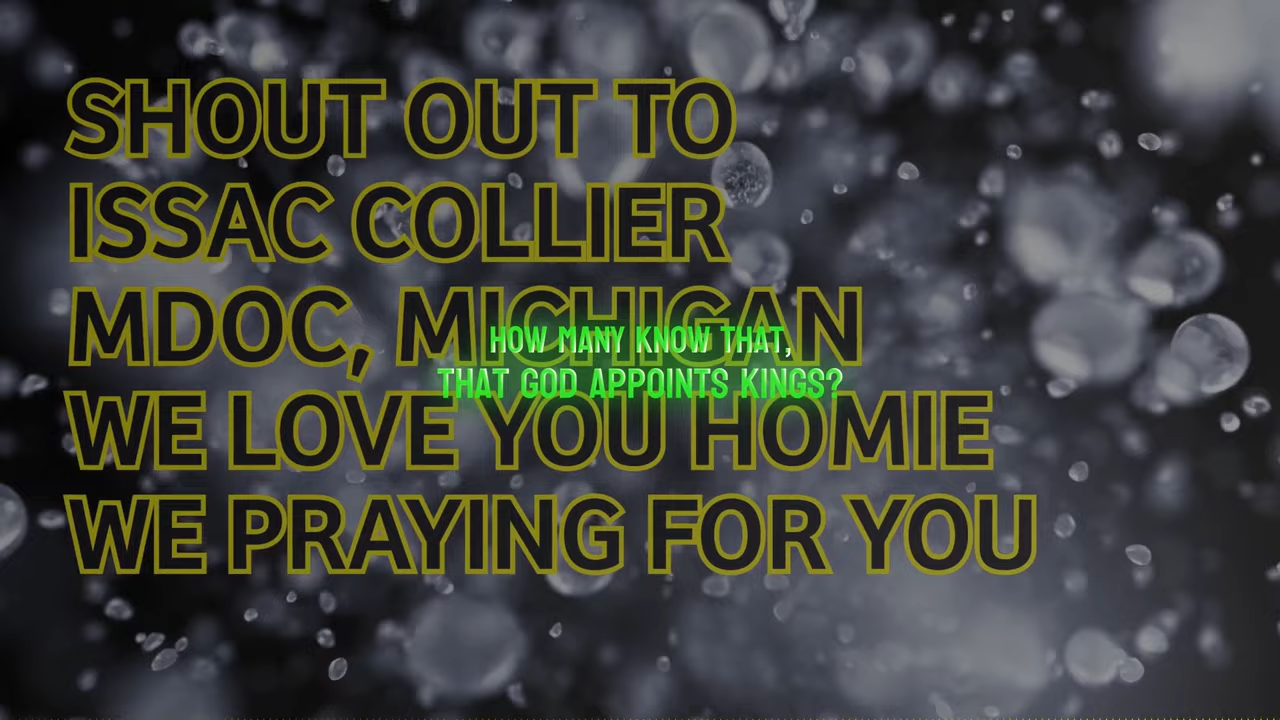 SHOUT OUT TO
ISSAC COLLIER
MDOC, MICHIGAN
HOW MANY KNOW THAT,
THAT GOD APPOINTS KINGS?
WE LOVE YOU HOMIE
WE PRAYING FOR YOU